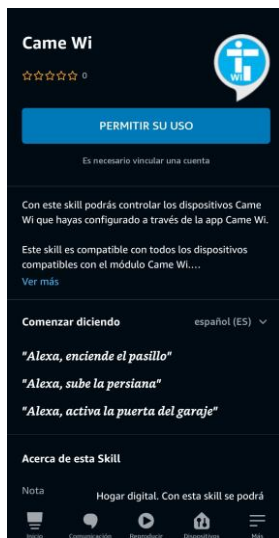 Came Wi
0
WI
PERMITIR SU USO
Es necesario vincular una cuenta
Con este skill podrás controlar los dispositivos Came
Wi que hayas configurado a través de la app Came Wi.
Este skill es compatible con todos los dispositivos
compatibles con el módulo Came Wi....
Ver más
Comenzar diciendo español (ES)
"Alexa, enciende el pasillo"
"Alexa, sube la persiana"
"Alexa, activa la puerta del garaje"
Acerca de esta Skill
Nota Hogar digital. Con esta skill se podrá
Inicio Comunicación Reproducir Dispositivos Más